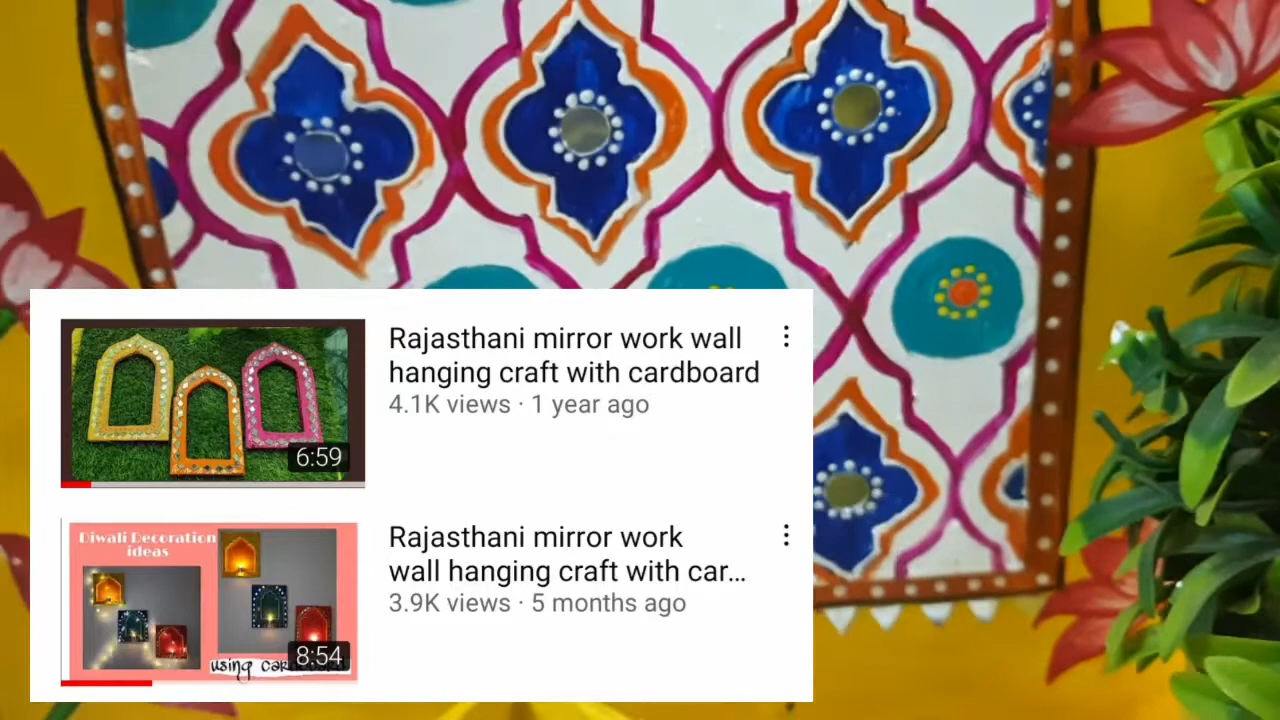 Rajasthani mirror work wall
hanging craft with cardboard
4.1K views · 1 year ago
6:59
Diwali Decoration
ideas
Rajasthani mirror work
wall hanging craft with car...
3.9K views · 5 months ago
8:54
using